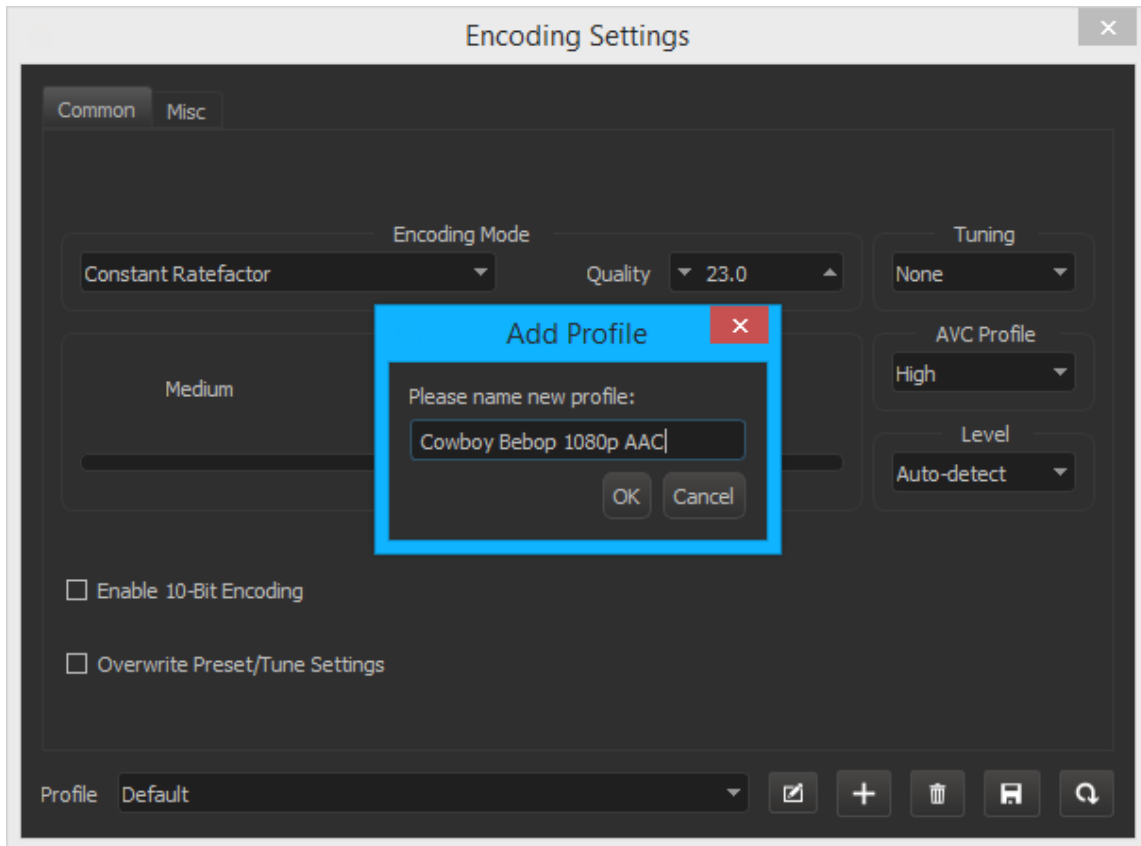 Encoding Settings
Common Misc
Encoding Mode
Tuning
Constant Ratefactor
Quality 23.0
None
Add Profile
AVC Profile
Medium
Please name new profile:
High
Cowboy Bebop 1080p AAC
Level
OK Cancel
Auto-detect
Enable 10-Bit Encoding
Overwrite Preset/Tune Settings
Profile Default